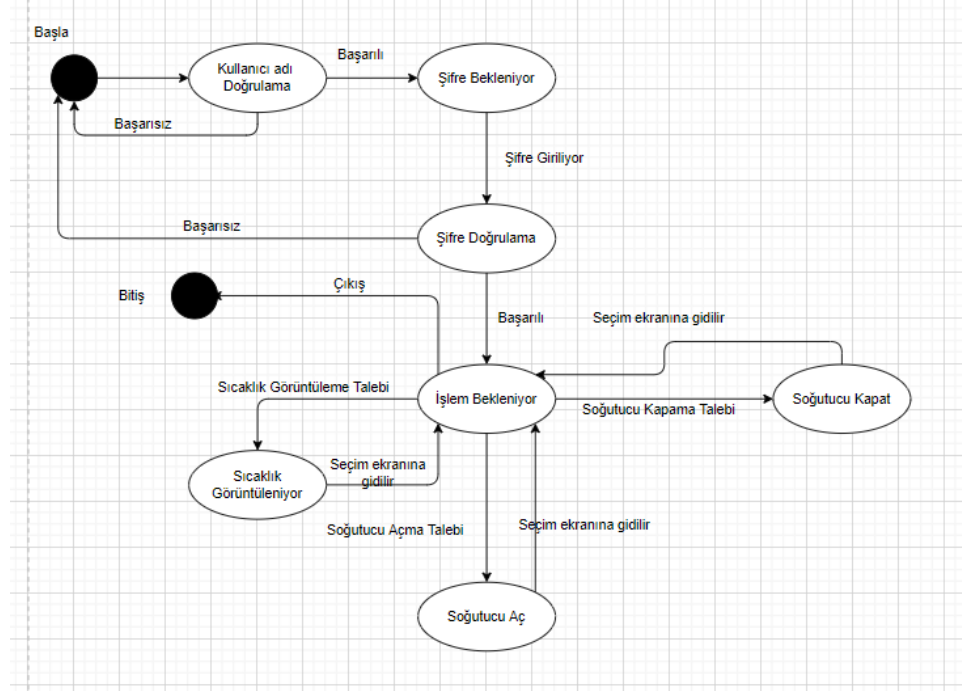 Başla
Kullanıcı adı
Doğrulama
Başarılı
Şifre Bekleniyor
Başarısız
Şifre Giriliyor
Başarısız
Şifre Doğrulama
Bitiş
Çıkış
Başarılı
Seçim ekranına gidilir
Sıcaklık Görüntüleme Talebi
İşlem Bekleniyor
Soğutucu Kapama Talebi
Soğutucu Kapat
Sıcaklık
Görüntüleniyor
Seçim ekranına
gidilir
Soğutucu Açma Talebi
Seçim ekranına gidilir
Soğutucu Aç